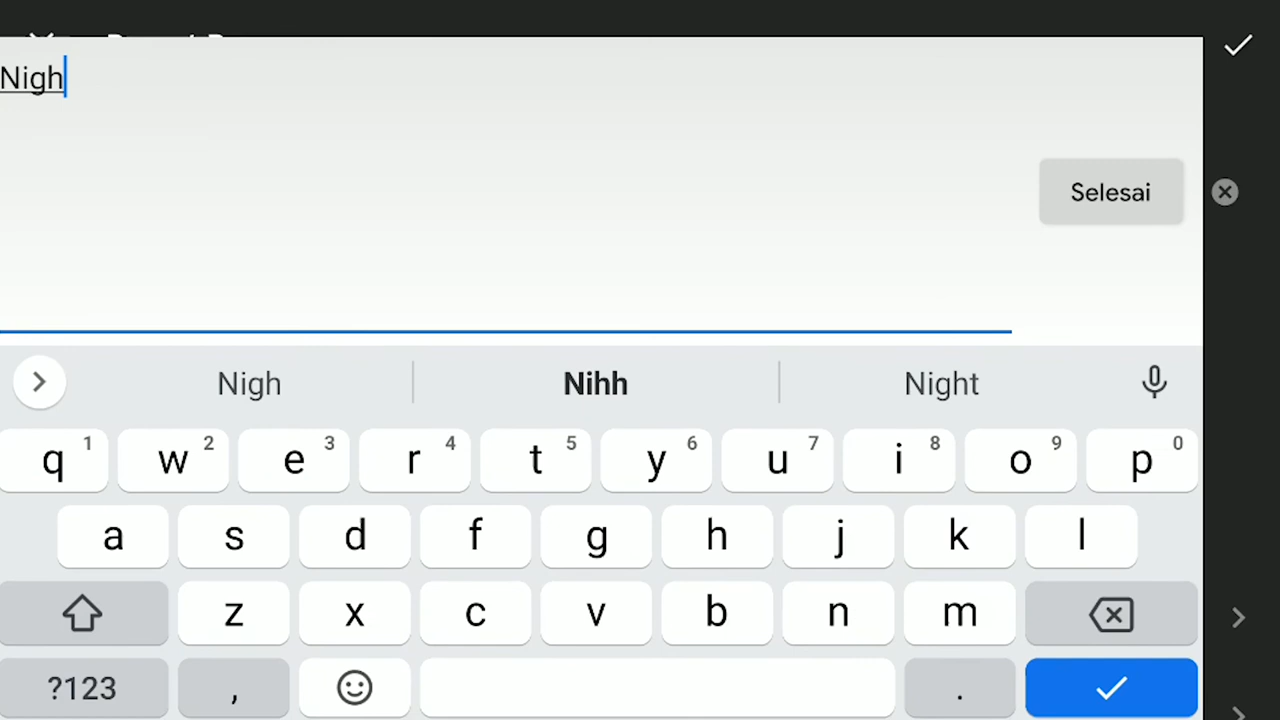 Nigh
Selesai
Nigh Nihh Night
q 1 w 2 e 3 r 4 t 5 y 6 u 7 i 8 o 9 p 0
a s d f g h j k l
z x c v b n m
?123 , .